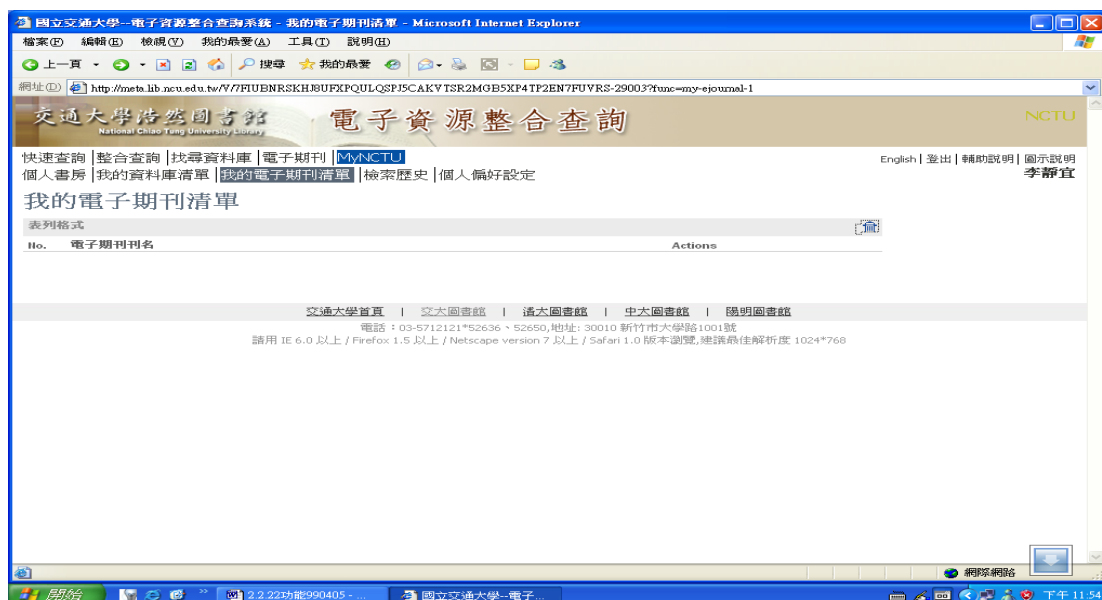 國立交通大學--電子資源整合查詢系統 - 我的電子期刊清單 - Microsoft Internet Explorer
檔案(F) 編輯(E) 檢視(V) 我的最愛(A) 工具(T) 說明(H)
上一頁 搜尋 我的最愛
網址(D) http://meta.lib.ncu.edu.tw/V/7FIUBNRSKHJ8UFXPQULQSPJ5CAKVTSR2MGB5XP4TP2EN7FUVRS-29003?func=my-ejournal-1
交通大學浩然圖書館 電子資源整合查詢 NCTU
National Chiao Tung University Library
快速查詢 |整合查詢 |找尋資料庫 |電子期刊 |MyNCTU English | 登出 | 輔助說明 | 圖示說明
個人書房 |我的資料庫清單 |我的電子期刊清單 |檢索歷史 |個人偏好設定 李靜宜
我的電子期刊清單
表列格式
No. 電子期刊刊名 Actions
交通大學首頁 | 交大圖書館 | 清大圖書館 | 中大圖書館 | 陽明圖書館
電話：03-5712121*52636、52650,地址: 30010 新竹市大學路1001號
請用 IE 6.0 以上 / Firefox 1.5 以上 / Netscape version 7 以上 / Safari 1.0 版本瀏覽,建議最佳解析度 1024*768
網際網路
開始 2.2.22功能990405 - ... 國立交通大學--電子... 下午 11:54